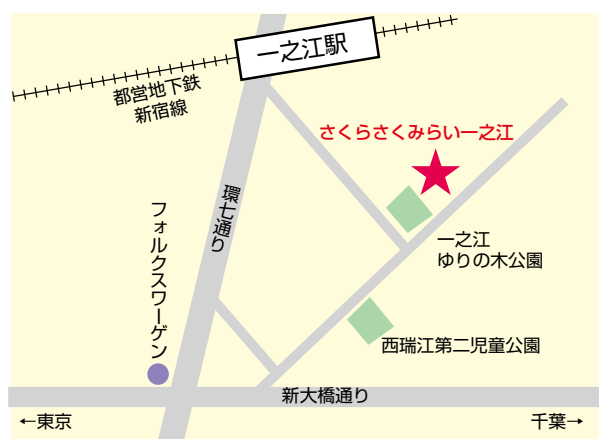 一之江駅
都営地下鉄
新宿線
さくらさくみらい一之江
環七通り
フォルクスワーゲン
一之江
ゆりの木公園
西瑞江第二児童公園
新大橋通り
←東京
千葉→